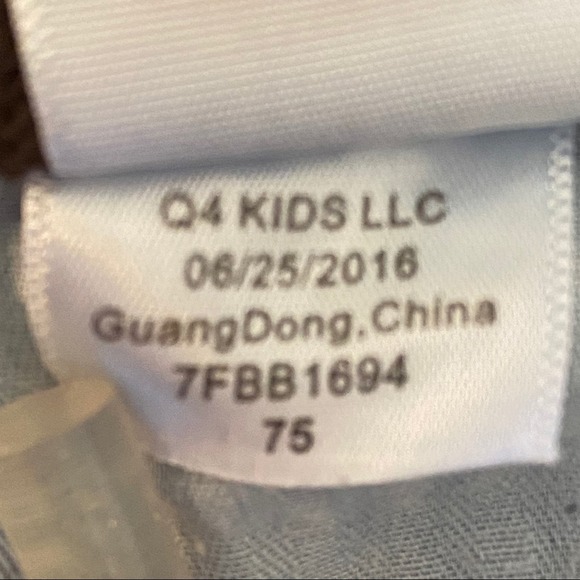 Q4 KIDS LLC
06/25/2016
GuangDong,China
7FBB1694
75